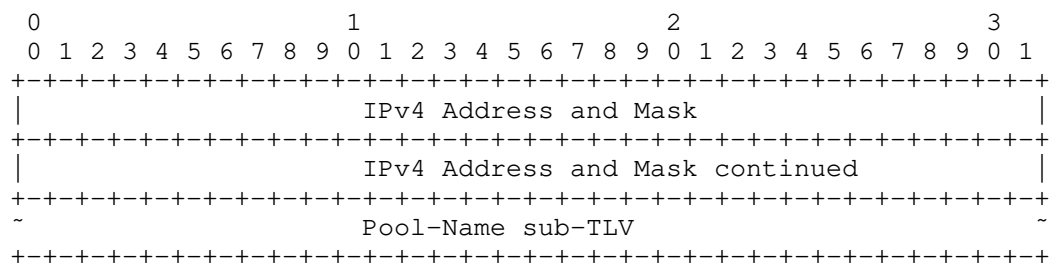 0                   1                   2                   3
 0 1 2 3 4 5 6 7 8 9 0 1 2 3 4 5 6 7 8 9 0 1 2 3 4 5 6 7 8 9 0 1
+-+-+-+-+-+-+-+-+-+-+-+-+-+-+-+-+-+-+-+-+-+-+-+-+-+-+-+-+-+-+-+-+
|                     IPv4 Address and Mask                     |
+-+-+-+-+-+-+-+-+-+-+-+-+-+-+-+-+-+-+-+-+-+-+-+-+-+-+-+-+-+-+-+-+
|                     IPv4 Address and Mask continued           |
+-+-+-+-+-+-+-+-+-+-+-+-+-+-+-+-+-+-+-+-+-+-+-+-+-+-+-+-+-+-+-+-+
~                     Pool-Name sub-TLV                         ~
+-+-+-+-+-+-+-+-+-+-+-+-+-+-+-+-+-+-+-+-+-+-+-+-+-+-+-+-+-+-+-+-+